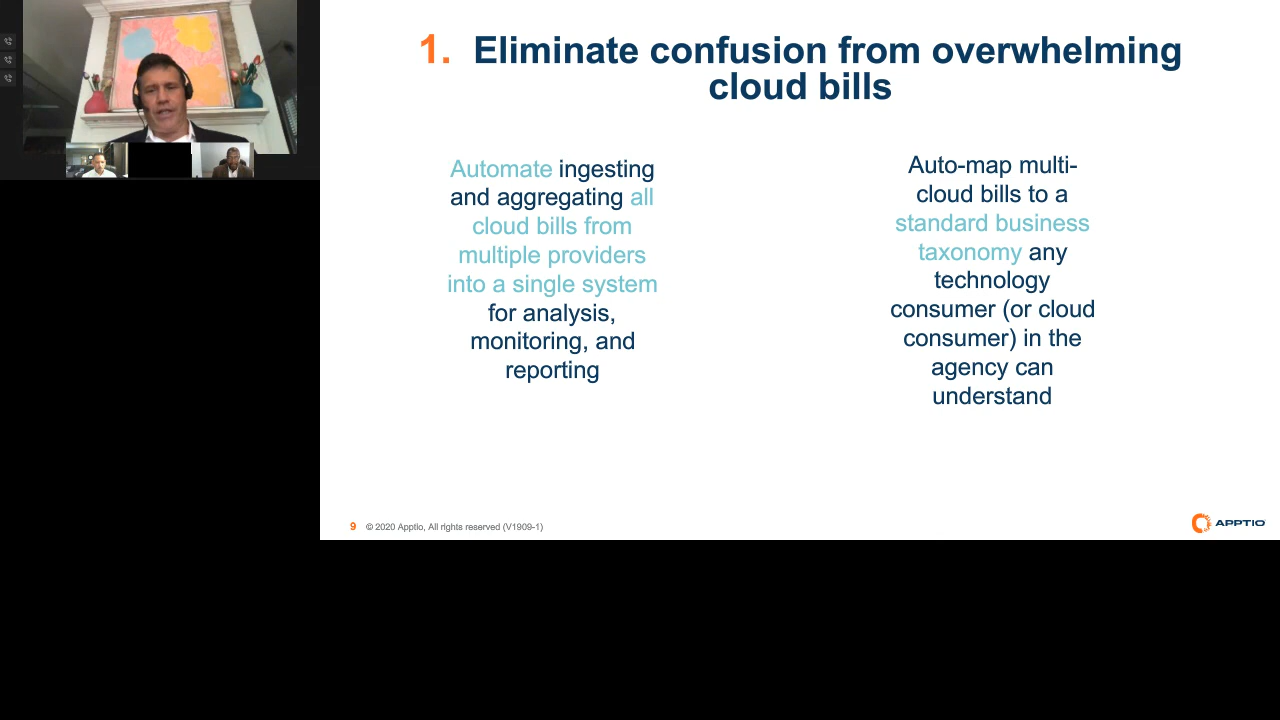 1. Eliminate confusion from overwhelming
cloud bills
Automate ingesting
and aggregating all
cloud bills from
multiple providers
into a single system
for analysis,
monitoring, and
reporting
Auto-map multi-
cloud bills to a
standard business
taxonomy any
technology
consumer (or cloud
consumer) in the
agency can
understand
9 © 2020 Apptio, All rights reserved (V1909-1)
APPTIO